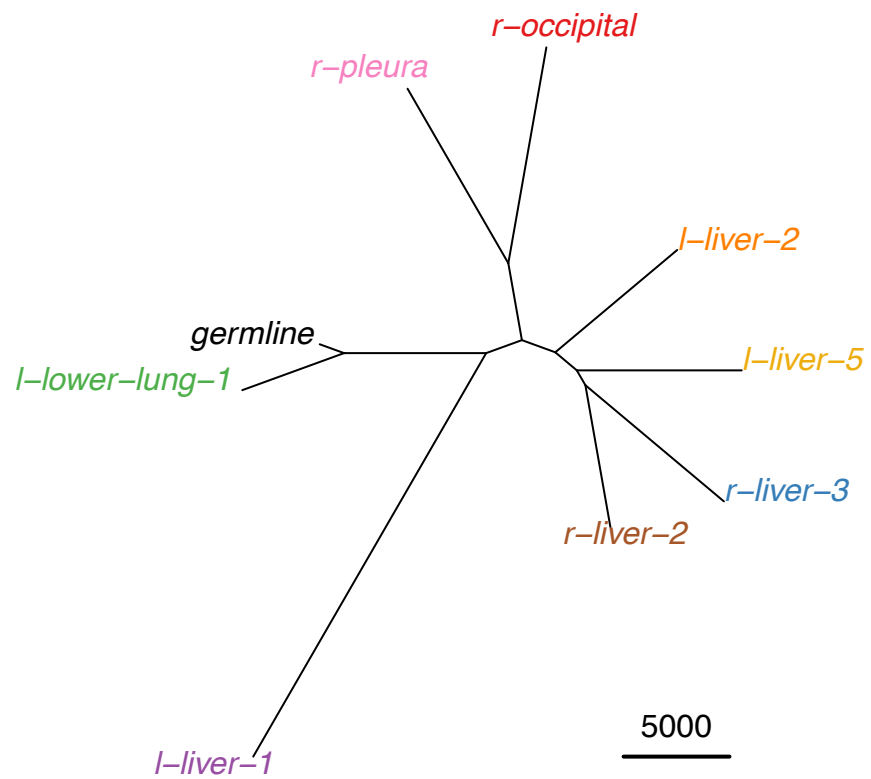 r–occipital
r–pleura
l–liver–2
germline
l–liver–5
l–lower–lung–1
r–liver–3
r–liver–2
5000
l–liver–1